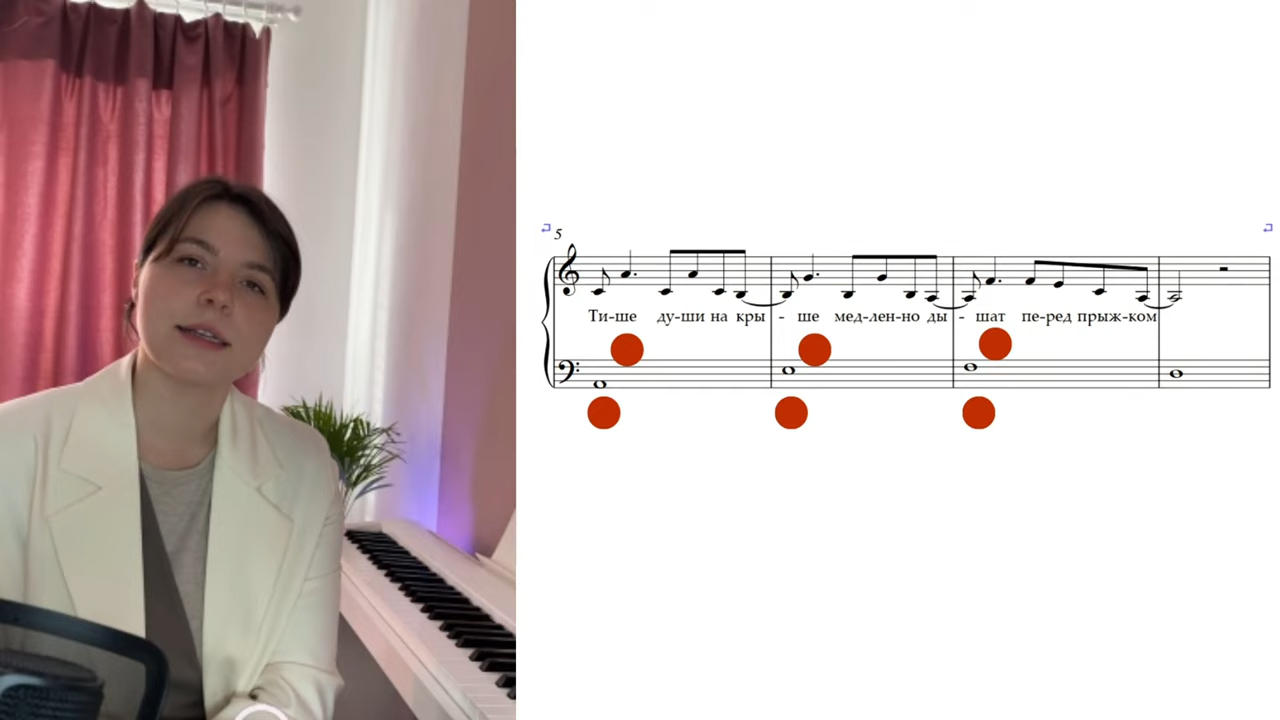 5
Ти-ше ду-ши на кры - ше мед-лен-но ды - шат пе-ред прыж-ком